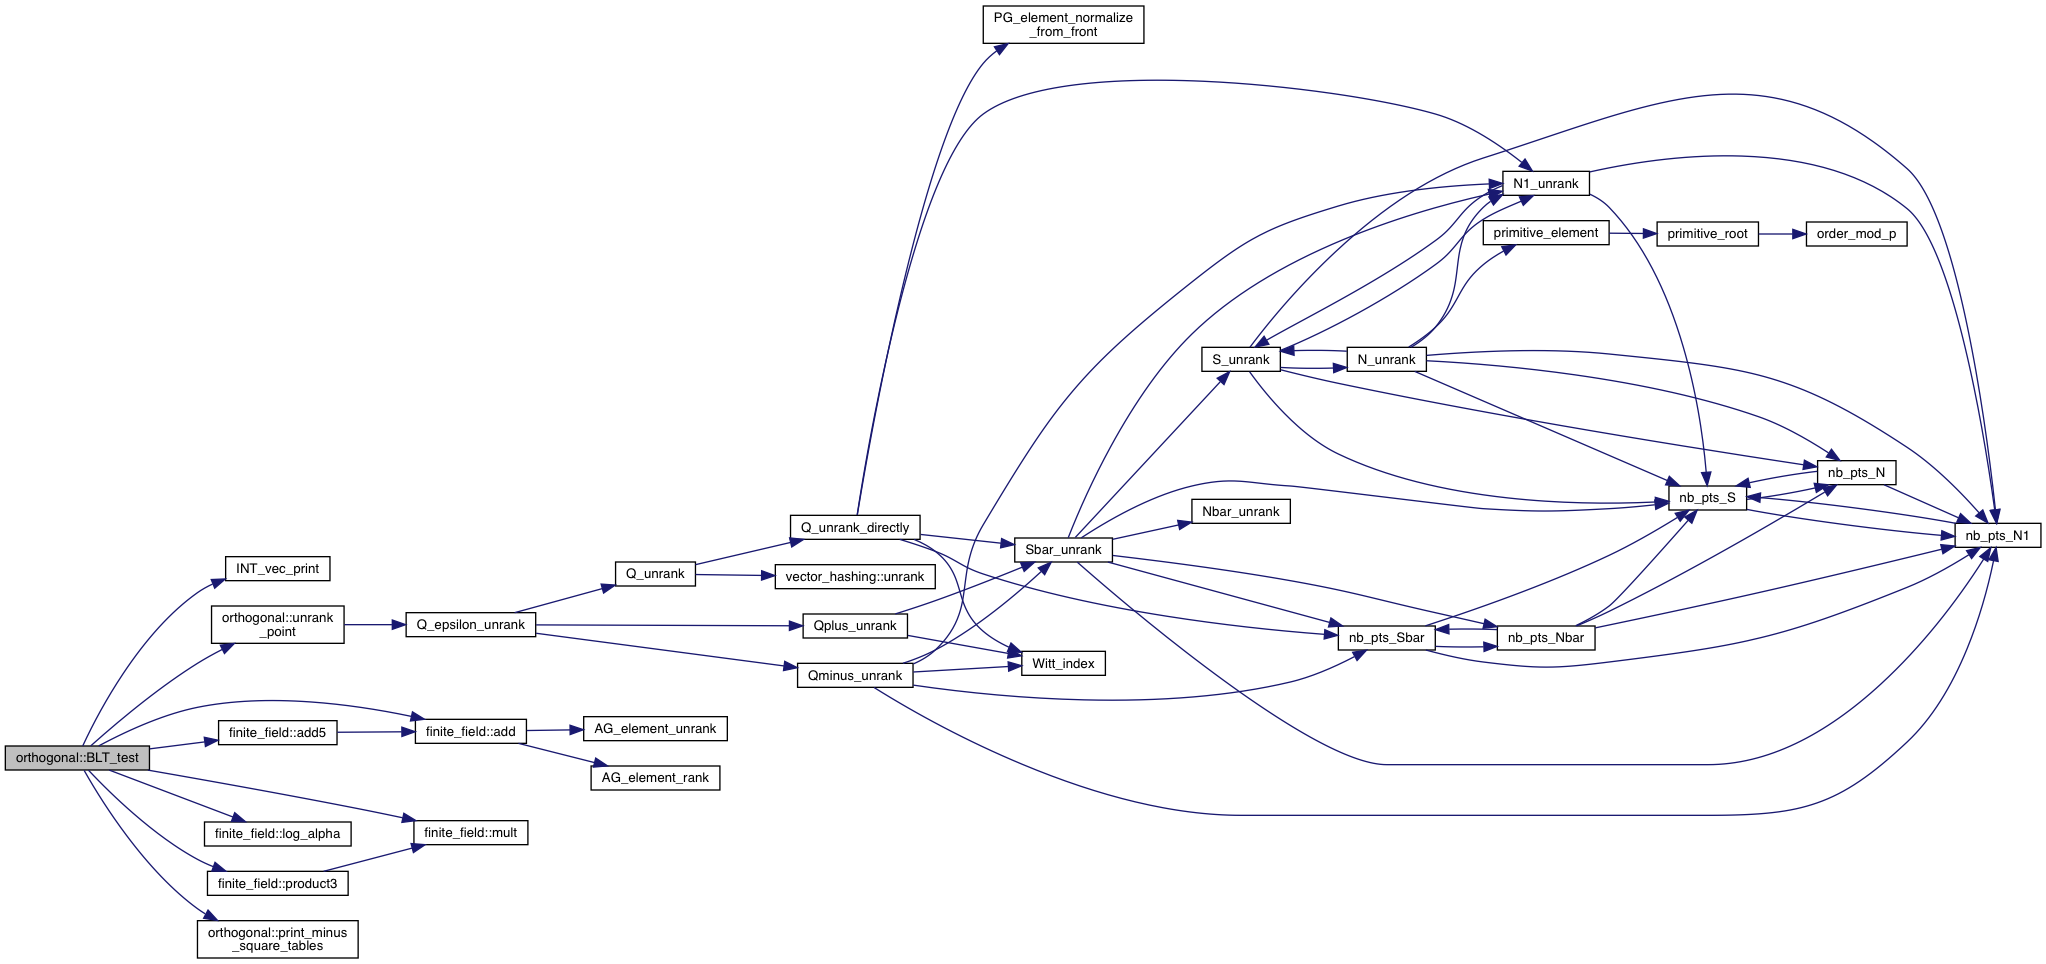 PG_element_normalize
_from_front
N1_unrank
primitive_element
primitive_root
order_mod_p
S_unrank
N_unrank
nb_pts_N
nb_pts_S
Nbar_unrank
Q_unrank_directly
nb_pts_N1
Sbar_unrank
INT_vec_print
Q_unrank
vector_hashing::unrank
orthogonal::unrank
_point
Q_epsilon_unrank
Qplus_unrank
nb_pts_Sbar
nb_pts_Nbar
Witt_index
Qminus_unrank
finite_field::add5
finite_field::add
AG_element_unrank
orthogonal::BLT_test
AG_element_rank
finite_field::log_alpha
finite_field::mult
finite_field::product3
orthogonal::print_minus
_square_tables